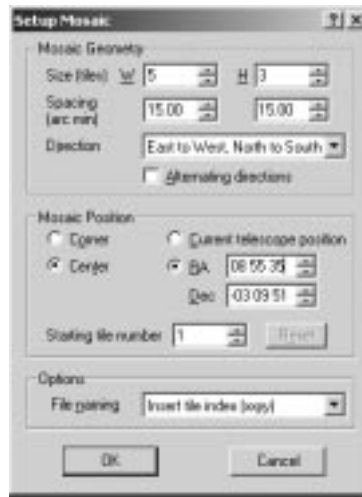 Setup Mosaic ? x
Mosaic Geometry
Size (tiles) W 5 H 3
Spacing (arc min) 15.00 15.00
Direction East to West, North to South
Alternating directions
Mosaic Position
Corner Current telescope position
Center RA 08 55 35
Dec -03 09 51
Starting tile number 1 Reset
Options
File naming Insert tile index (xxyy)
OK Cancel